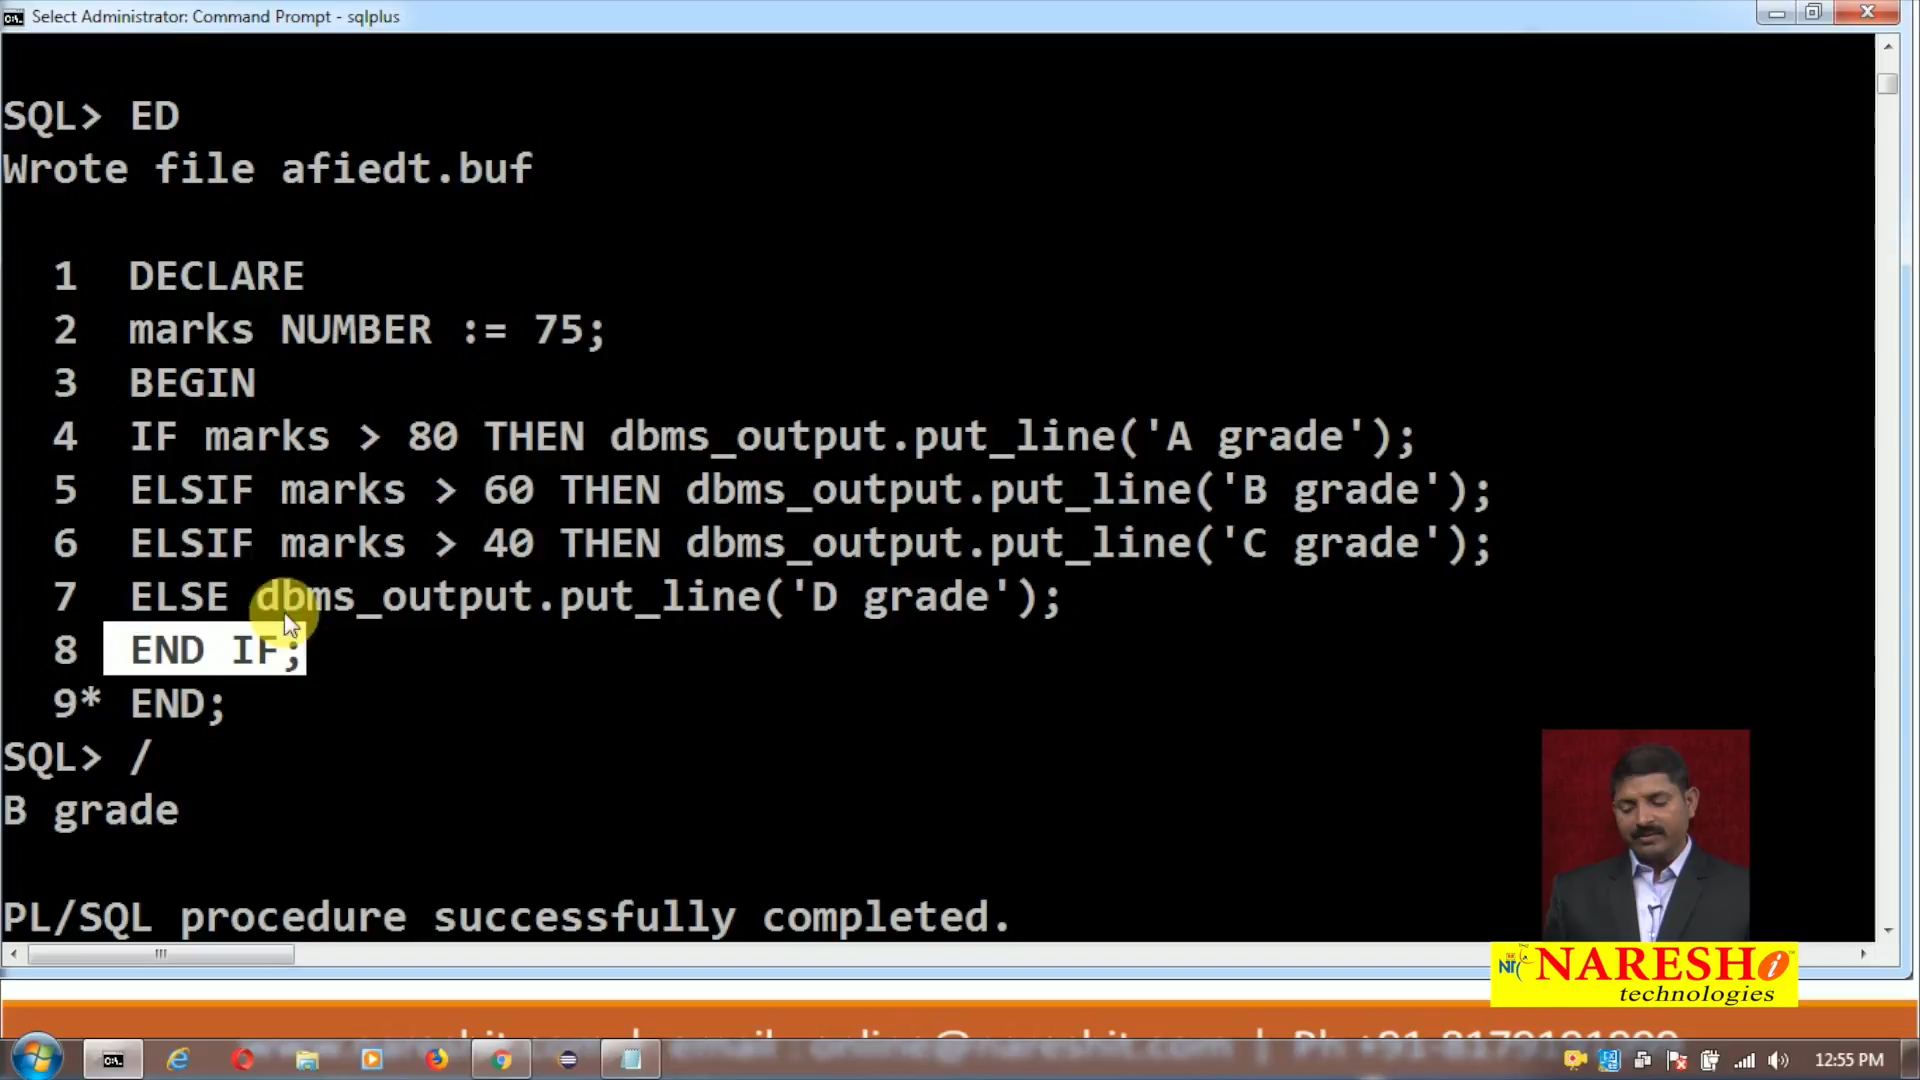 Select Administrator: Command Prompt - sqlplus
SQL> ED
Wrote file afiedt.buf
1 DECLARE
2 marks NUMBER := 75;
3 BEGIN
4 IF marks > 80 THEN dbms_output.put_line('A grade');
5 ELSIF marks > 60 THEN dbms_output.put_line('B grade');
6 ELSIF marks > 40 THEN dbms_output.put_line('C grade');
7 ELSE dbms_output.put_line('D grade');
8 END IF;
9* END;
SQL> /
B grade
PL/SQL procedure successfully completed.
NARESH i
technologies
12:55 PM